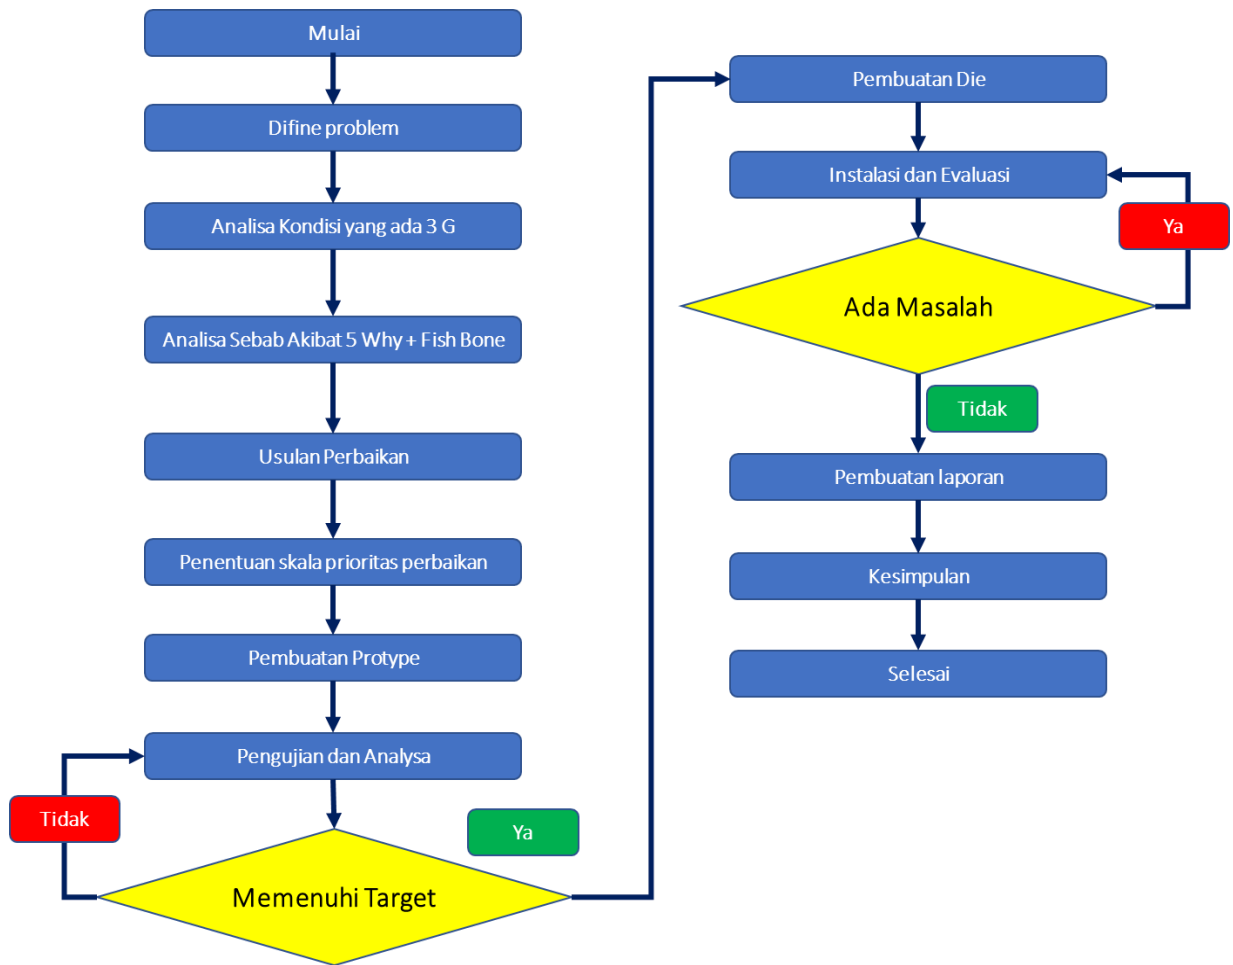 Mulai
Difine problem
Analisa Kondisi yang ada 3 G
Analisa Sebab Akibat 5 Why + Fish Bone
Usulan Perbaikan
Penentuan skala prioritas perbaikan
Pembuatan Protype
Pengujian dan Analysa
Tidak
Ya
Memenuhi Target
Pembuatan Die
Instalasi dan Evaluasi
Ya
Ada Masalah
Tidak
Pembuatan laporan
Kesimpulan
Selesai